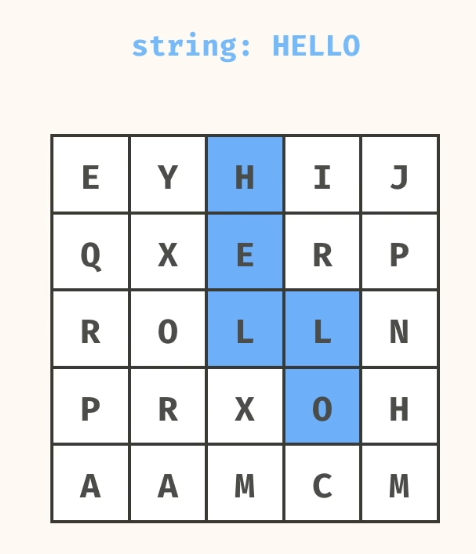 string: HELLO
E Y H I J
Q X E R P
R O L L N
P R X O H
A A M C M